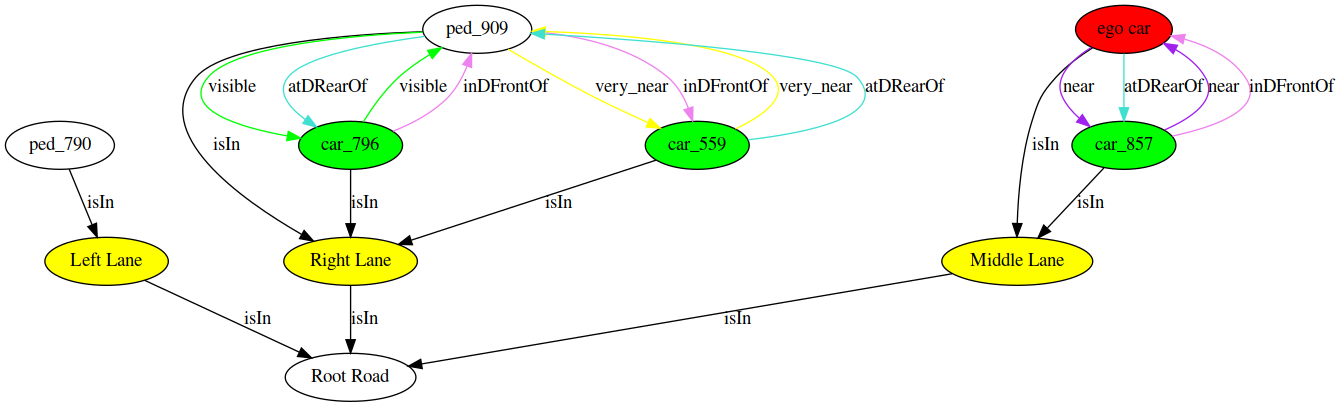 ped_909
ego car
visible
atDRearOf
visible
inDFrontOf
very_near
inDFrontOf
very_near
atDRearOf
near
atDRearOf
near
inDFrontOf
ped_790
isIn
car_796
car_559
isIn
car_857
isIn
isIn
isIn
isIn
Left Lane
Right Lane
Middle Lane
isIn
isIn
isIn
Root Road